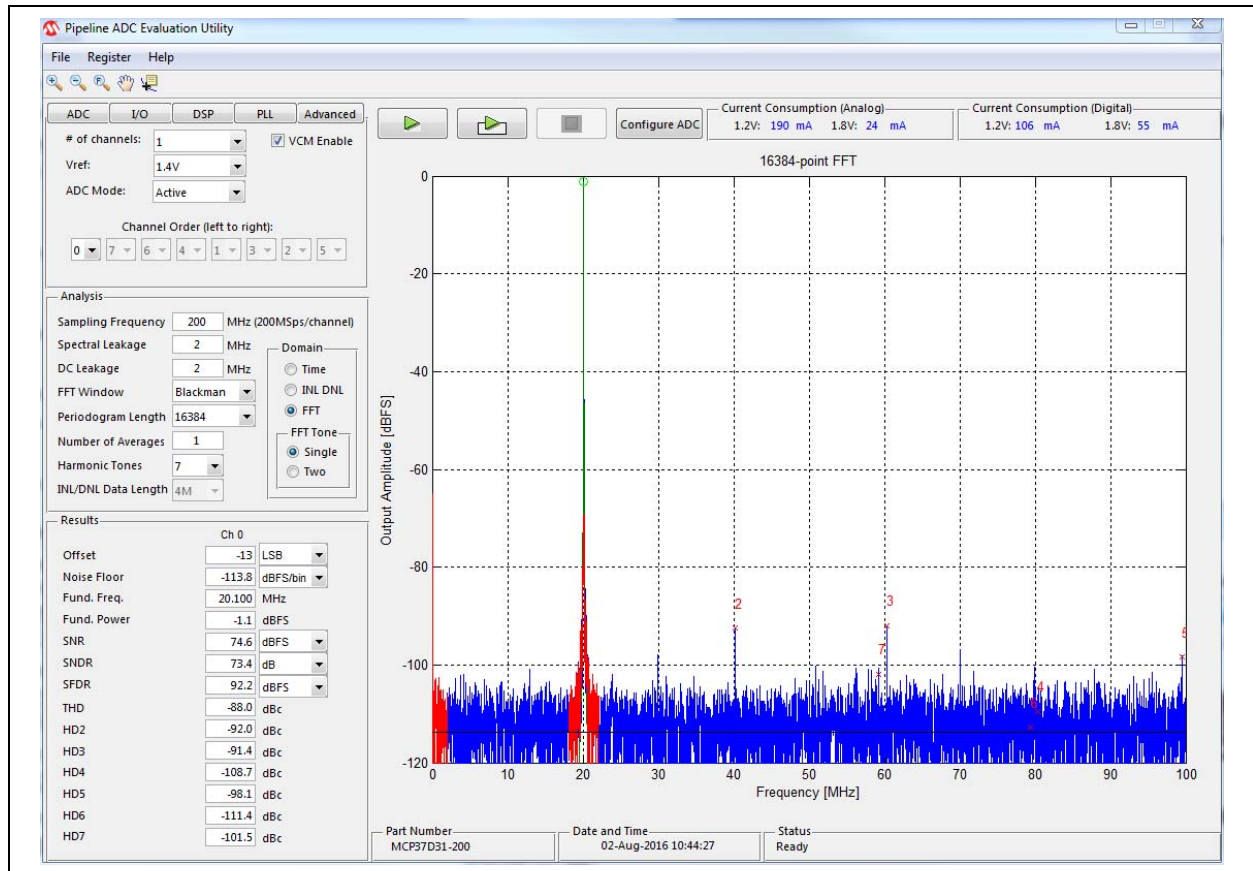 Pipeline ADC Evaluation Utility
File Register Help
ADC I/O DSP PLL Advanced
# of channels: 1 VCM Enable
Vref: 1.4V
ADC Mode: Active
Channel Order (left to right):
0 7 6 4 1 3 2 5
Configure ADC
Current Consumption (Analog)
1.2V: 190 mA 1.8V: 24 mA
Current Consumption (Digital)
1.2V: 106 mA 1.8V: 55 mA
Analysis
Sampling Frequency 200 MHz (200MSps/channel)
Spectral Leakage 2 MHz
DC Leakage 2 MHz
FFT Window Blackman
Periodogram Length 16384
Number of Averages 1
Harmonic Tones 7
INL/DNL Data Length 4M
Domain
Time
INL DNL
FFT
FFT Tone
Single
Two
Results
Ch 0
Offset -13 LSB
Noise Floor -113.8 dBFS/bin
Fund. Freq. 20.100 MHz
Fund. Power -1.1 dBFS
SNR 74.6 dBFS
SNDR 73.4 dB
SFDR 92.2 dBFS
THD -88.0 dBc
HD2 -92.0 dBc
HD3 -91.4 dBc
HD4 -108.7 dBc
HD5 -98.1 dBc
HD6 -111.4 dBc
HD7 -101.5 dBc
16384-point FFT
Output Amplitude [dBFS]
0
-20
-40
-60
-80
-100
-120
2
3
7
5
4
6
0 10 20 30 40 50 60 70 80 90 100
Frequency [MHz]
Part Number
MCP37D31-200
Date and Time
02-Aug-2016 10:44:27
Status
Ready